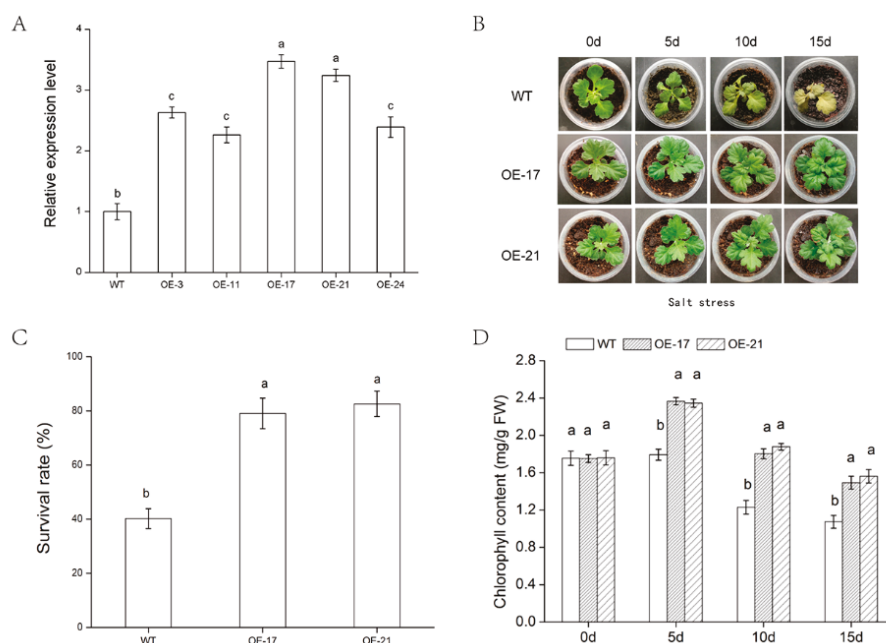 A
Relative expression level
4
3
2
1
0
b
c
c
a
a
c
WT
OE-3
OE-11
OE-17
OE-21
OE-24
B
0d
5d
10d
15d
WT
OE-17
OE-21
Salt stress
C
Survival rate (%)
100
80
60
40
20
0
b
a
a
WT
OE-17
OE-21
D
WT
OE-17
OE-21
Chlorophyll content (mg/g FW)
2.8
2.4
2.0
1.6
1.2
0.8
0.4
0.0
a a a
b a a
b a a
b a a
0d
5d
10d
15d